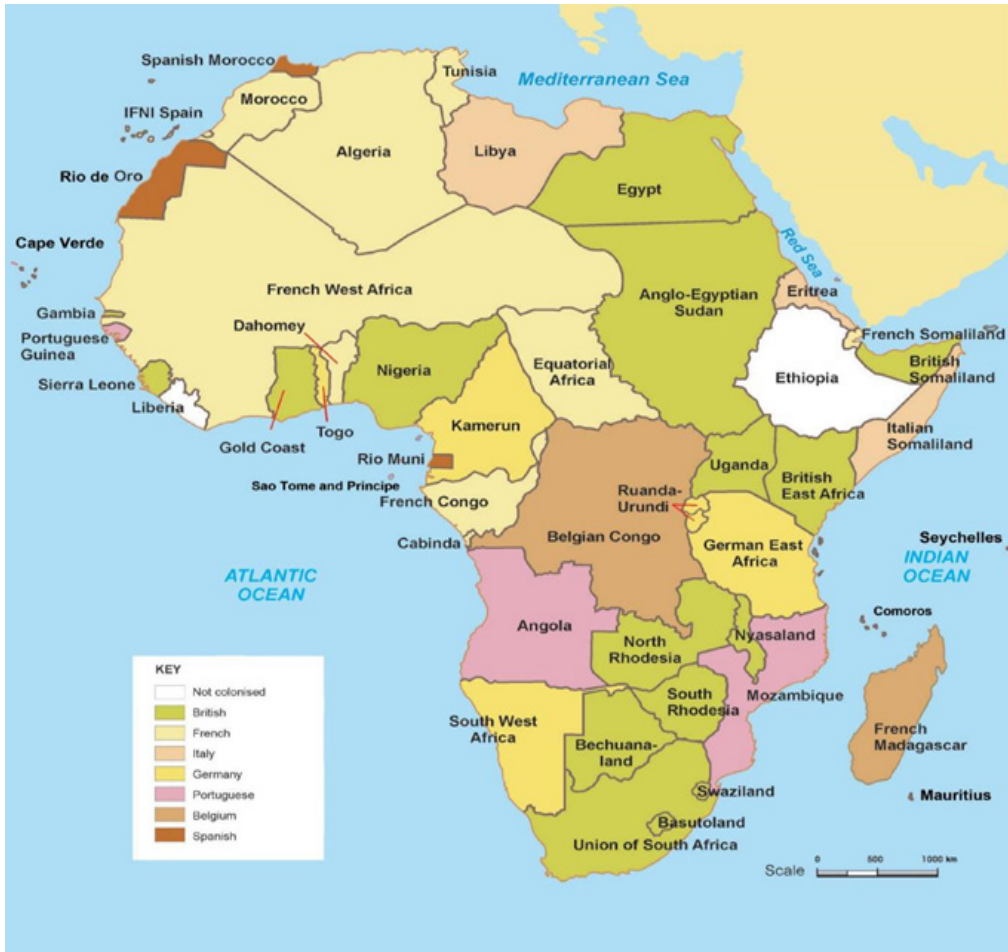 Spanish Morocco
Tunisia
Mediterranean Sea
Morocco
IFNI Spain
Algeria
Libya
Egypt
Rio de Oro
Red Sea
Cape Verde
French West Africa
Anglo-Egyptian
Sudan
Eritrea
Gambia
Dahomey
French Somaliland
Portuguese
Guinea
Nigeria
Equatorial
Africa
British
Somaliland
Sierra Leone
Ethiopia
Liberia
Italian
Somaliland
Gold Coast
Togo
Kamerun
Rio Muni
Uganda
British
East Africa
Sao Tome and Principe
French Congo
Ruanda-
Urundi
Cabinda
Belgian Congo
German East
Africa
Seychelles
ATLANTIC
OCEAN
INDIAN
OCEAN
Comoros
Angola
North
Rhodesia
Nyasaland
Mozambique
South West
Africa
South
Rhodesia
French
Madagascar
Bechuana-
land
Swaziland
Mauritius
Basutoland
Union of South Africa
KEY
Not colonised
British
French
Italy
Germany
Portuguese
Belgium
Spanish
Scale
0 500 1000 km